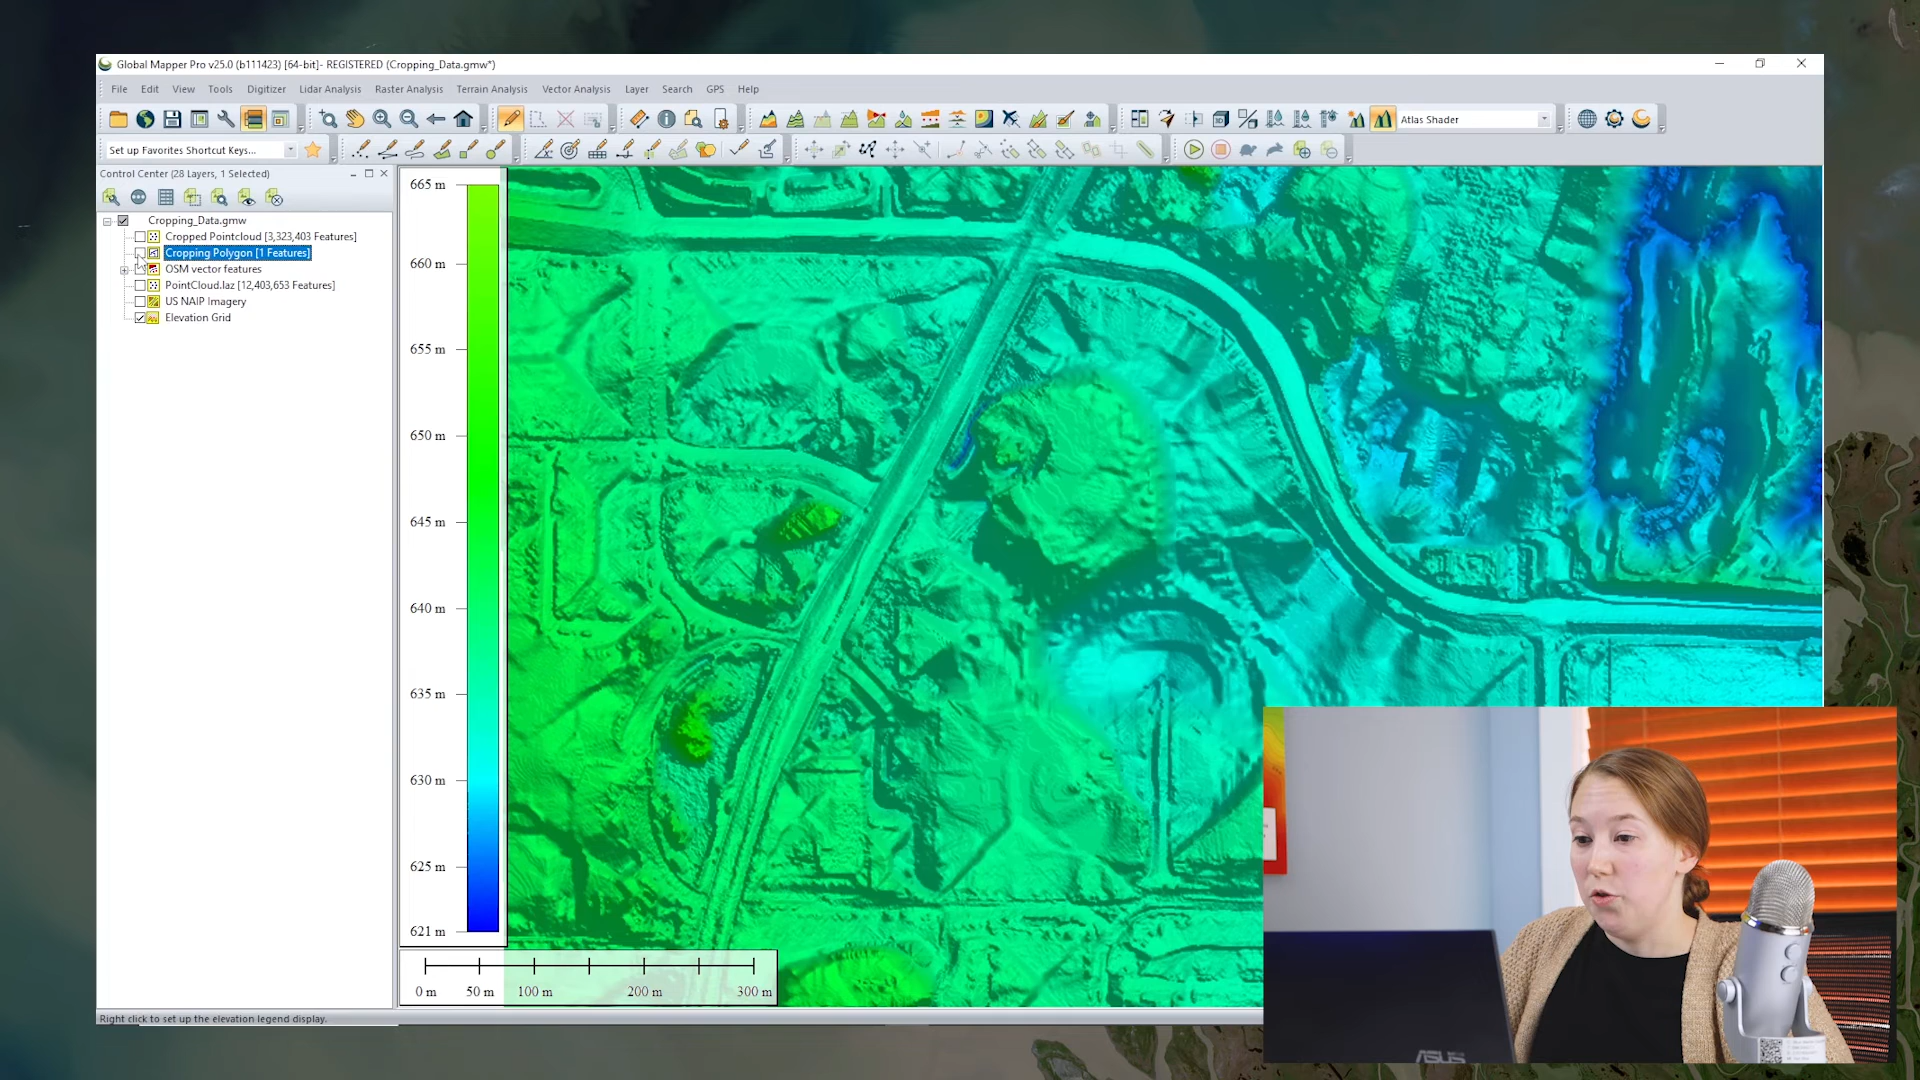 Global Mapper Pro v25.0 (b111423) [64-bit]- REGISTERED (Cropping_Data.gmw*)
File Edit View Tools Digitizer Lidar Analysis Raster Analysis Terrain Analysis Vector Analysis Layer Search GPS Help
Atlas Shader
Set up Favorites Shortcut Keys...
Control Center (28 Layers, 1 Selected)
Cropping_Data.gmw
Cropped Pointcloud [3,323,403 Features]
Cropping Polygon [1 Features]
OSM vector features
PointCloud.laz [12,403,653 Features]
US NAIP Imagery
Elevation Grid
665 m
660 m
655 m
650 m
645 m
640 m
635 m
630 m
625 m
621 m
0 m 50 m 100 m 200 m 300 m
Right click to set up the elevation legend display.
ASUS